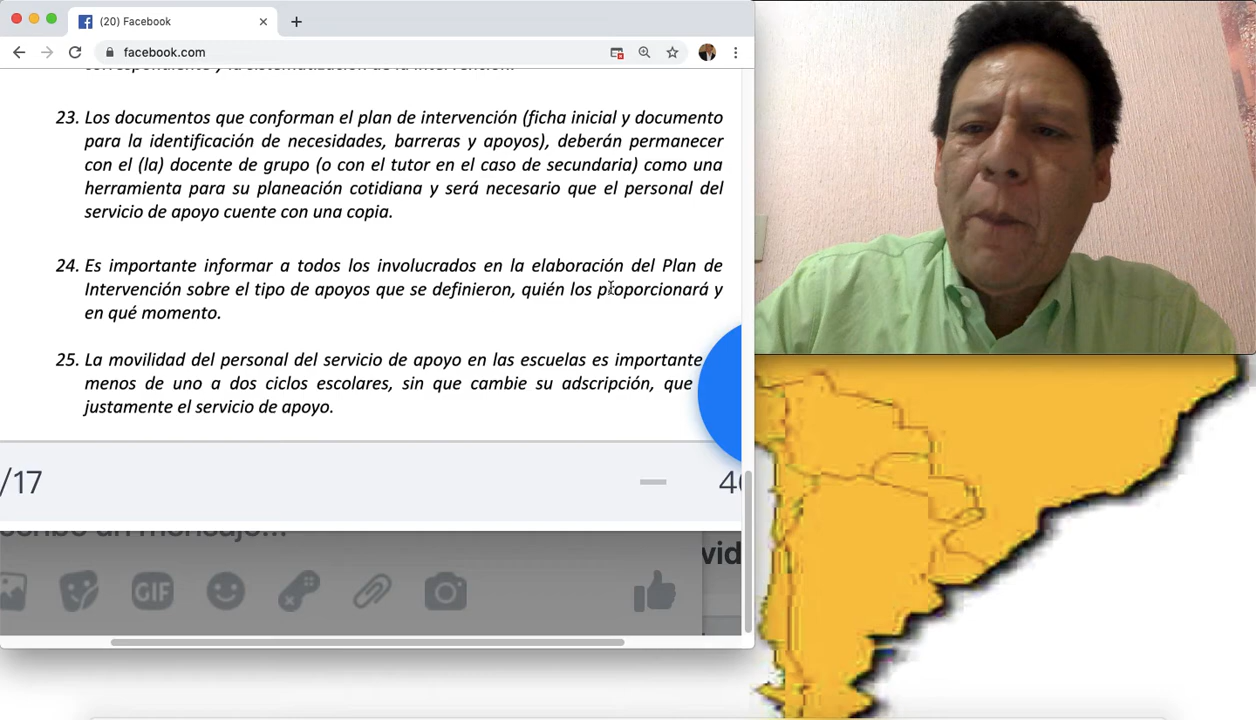 (20) Facebook
facebook.com
23. Los documentos que conforman el plan de intervención (ficha inicial y documento
para la identificación de necesidades, barreras y apoyos), deberán permanecer
con el (la) docente de grupo (o con el tutor en el caso de secundaria) como una
herramienta para su planeación cotidiana y será necesario que el personal del
servicio de apoyo cuente con una copia.
24. Es importante informar a todos los involucrados en la elaboración del Plan de
Intervención sobre el tipo de apoyos que se definieron, quién los proporcionará y
en qué momento.
25. La movilidad del personal del servicio de apoyo en las escuelas es importante
menos de uno a dos ciclos escolares, sin que cambie su adscripción, que
justamente el servicio de apoyo.
/17
un mensaje...
GIF